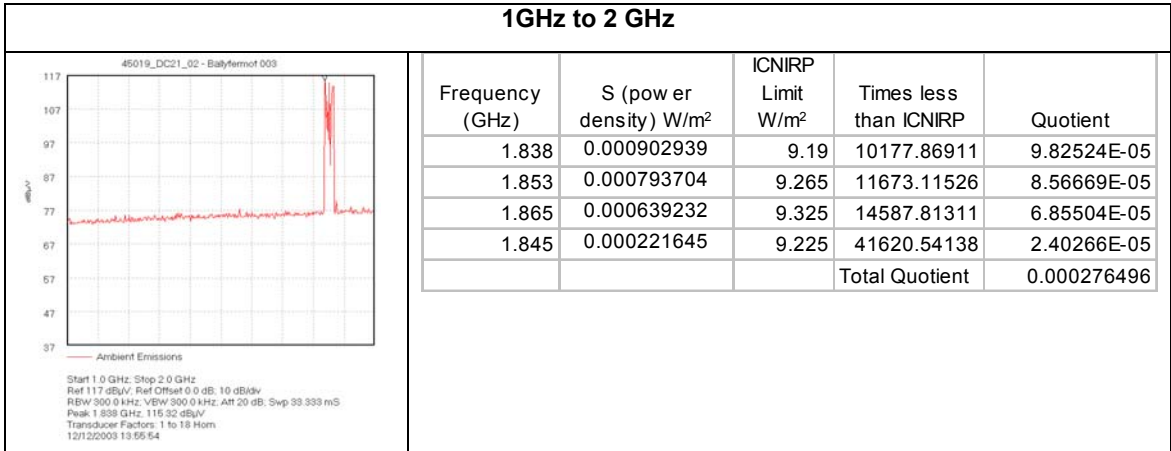 1GHz to 2 GHz
45019_DC21_02 - Ballyfermot 003
117
107
97
87
77
67
57
47
37
dBµV
Ambient Emissions
Start 1.0 GHz; Stop 2.0 GHz
Ref 117 dBµV; Ref Offset 0.0 dB; 10 dB/div
RBW 300.0 kHz; VBW 300.0 kHz; Att 20 dB; Swp 33.333 mS
Peak 1.838 GHz, 115.32 dBµV
Transducer Factors: 1 to 18 Horn
12/12/2003 13:55:54
Frequency (GHz) S (pow er density) W/m² ICNIRP Limit W/m² Times less than ICNIRP Quotient
1.838 0.000902939 9.19 10177.86911 9.82524E-05
1.853 0.000793704 9.265 11673.11526 8.56669E-05
1.865 0.000639232 9.325 14587.81311 6.85504E-05
1.845 0.000221645 9.225 41620.54138 2.40266E-05
Total Quotient 0.000276496